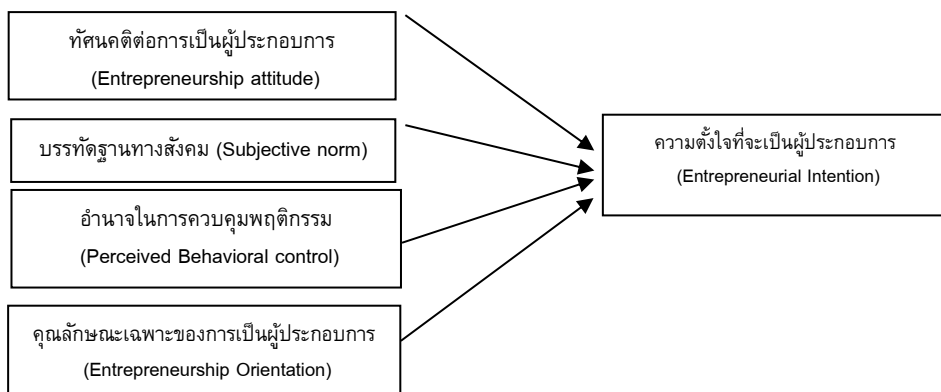 ทัศนคติต่อการเป็นผู้ประกอบการ
(Entrepreneurship attitude)
บรรทัดฐานทางสังคม (Subjective norm)
อำนาจในการควบคุมพฤติกรรม
(Perceived Behavioral control)
คุณลักษณะเฉพาะของการเป็นผู้ประกอบการ
(Entrepreneurship Orientation)
ความตั้งใจที่จะเป็นผู้ประกอบการ
(Entrepreneurial Intention)